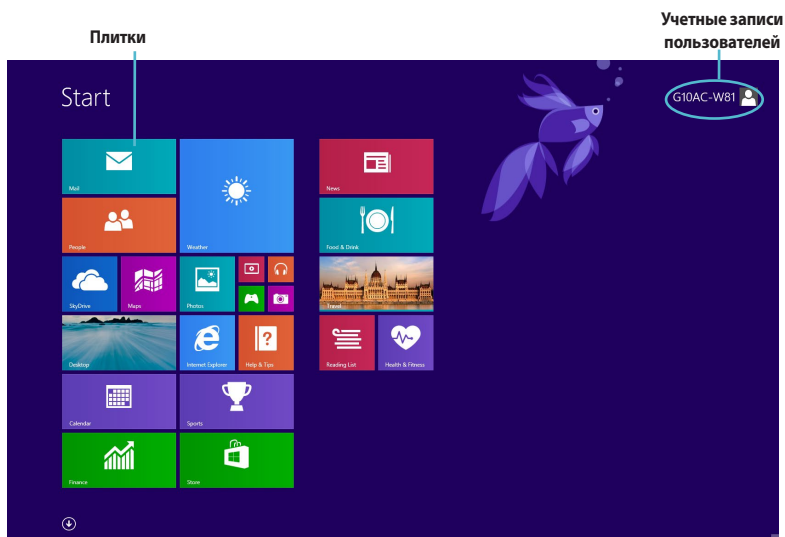 Плитки
Учетные записи
пользователей
Start
G10AC-W81
Mail
Weather
News
People
Food & Drink
SkyDrive
Maps
Photos
Travel
Desktop
Internet Explorer
Help & Tips
Reading List
Health & Fitness
Calendar
Sports
Finance
Store